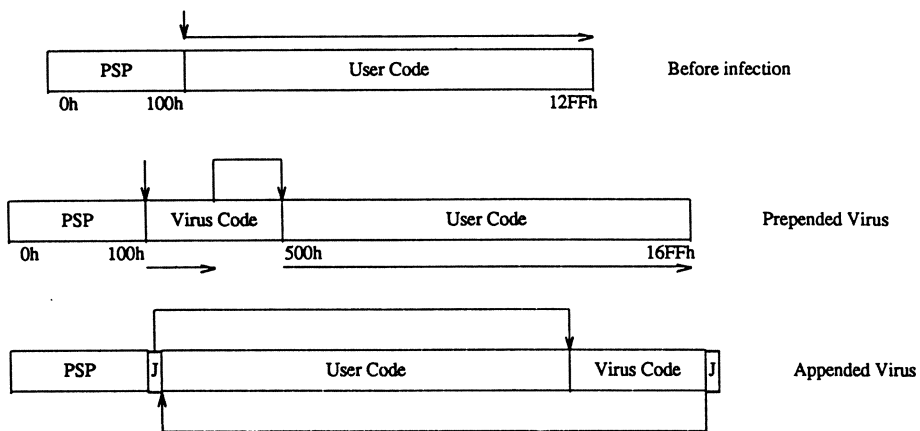 PSP User Code Before infection
0h 100h 12FFh
PSP Virus Code User Code Prepended Virus
0h 100h 500h 16FFh
PSP J User Code Virus Code J Appended Virus